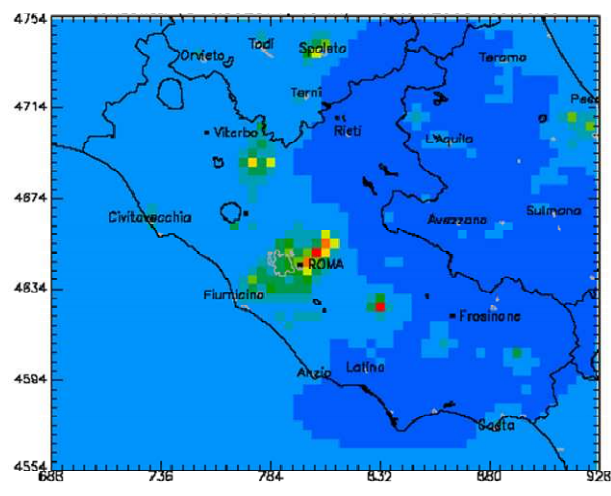 4754
Todi
Spoleto
Orvieto
Teramo
Terni
4714
Viterbo
Rieti
L'Aquila
4674
Civitavecchia
Avezzano
Sulmona
ROMA
4634
Fiumicino
Frosinone
4594
Anzio
Latina
Gaeta
4554
688 736 784 832 880 928